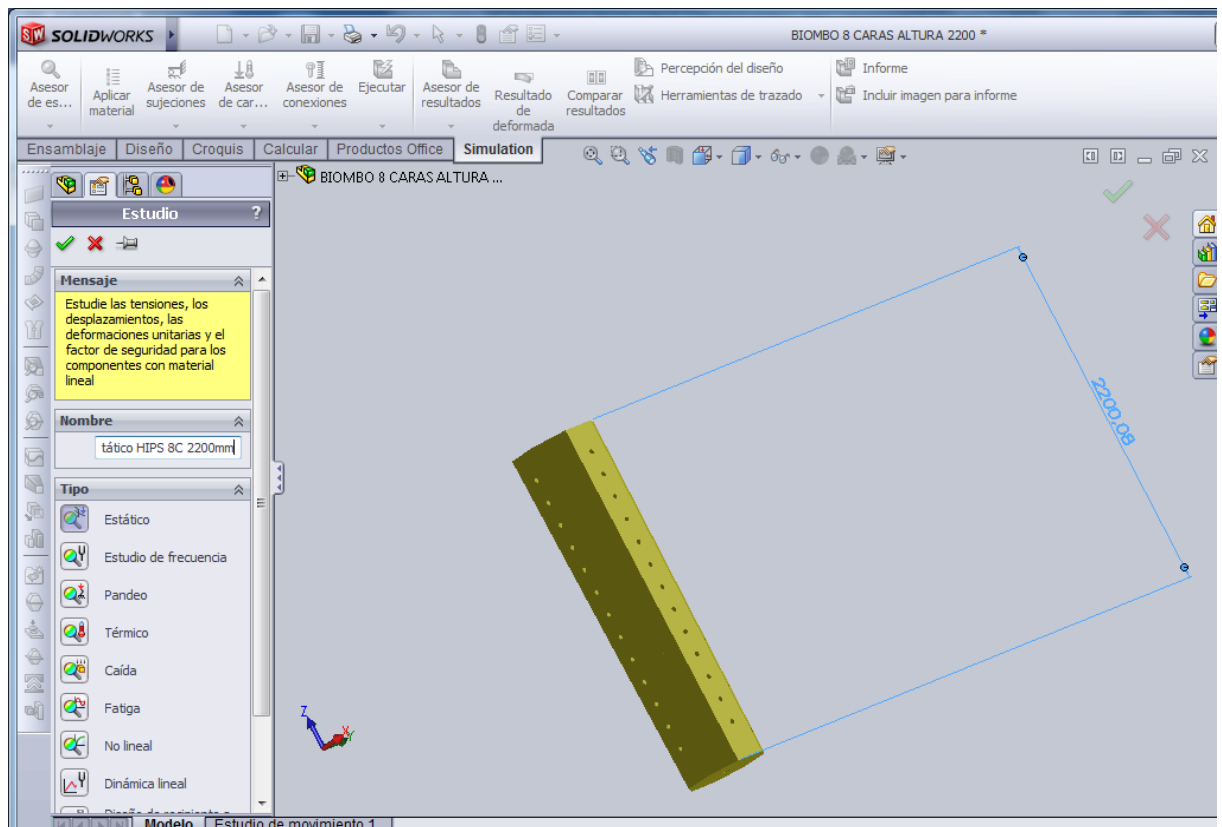 SOLIDWORKS
BIOMBO 8 CARAS ALTURA 2200 *
Asesor de es...
Aplicar material
Asesor de sujeciones
Asesor de car...
Asesor de conexiones
Ejecutar
Asesor de resultados
Resultado de deformada
Comparar resultados
Percepción del diseño
Herramientas de trazado
Informe
Incluir imagen para informe
Ensamblaje
Diseño
Croquis
Calcular
Productos Office
Simulation
BIOMBO 8 CARAS ALTURA ...
Estudio
?
Mensaje
Estudie las tensiones, los
desplazamientos, las
deformaciones unitarias y el
factor de seguridad para los
componentes con material
lineal
Nombre
tático HIPS 8C 2200mm
Tipo
Estático
Estudio de frecuencia
Pandeo
Térmico
Caída
Fatiga
No lineal
Dinámica lineal
2200,08
Z
X
Y
Modelo
Estudio de movimiento 1